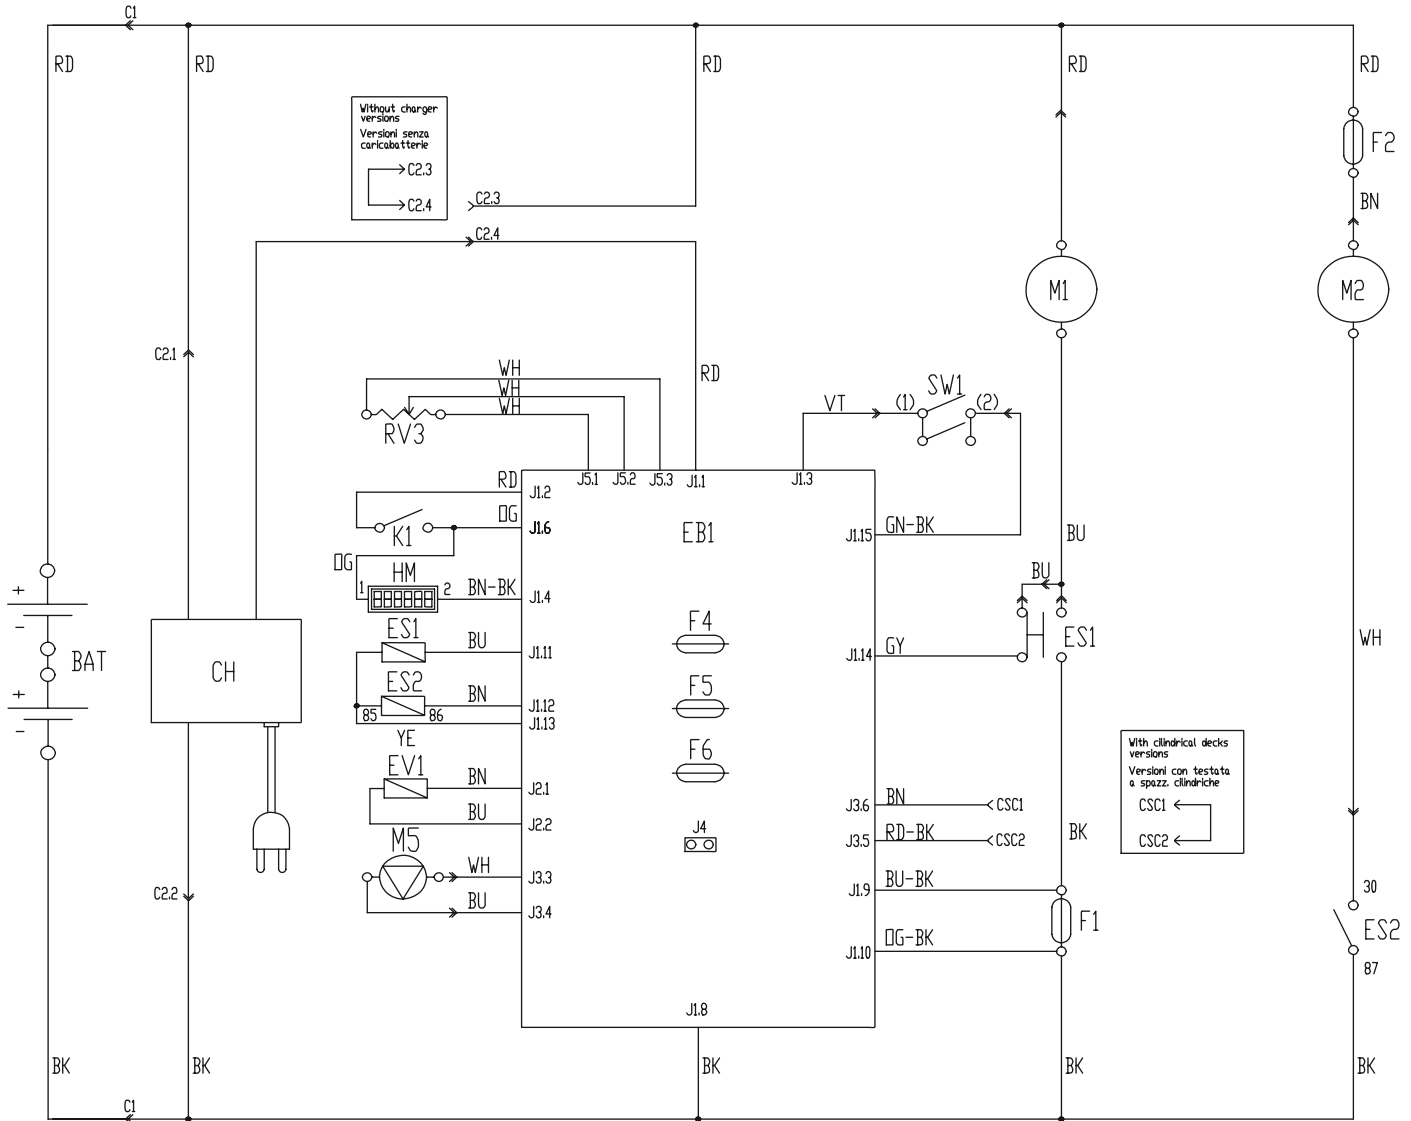 C1
RD
RD
RD
RD
RD
Without charger
versions
Versioni senza
caricabatterie
C2.3
C2.4
C2.3
C2.4
F2
BN
M1
M2
C2.1
WH
WH
WH
RV3
RD
VT
(1)
SW1
(2)
J5.1
J5.2
J5.3
J1.1
J1.3
RD
J1.2
OG
J1.6
K1
EB1
GN-BK
J1.15
BU
OG
HM
1
2
BN-BK
J1.4
BU
ES1
BU
J1.11
F4
GY
J1.14
ES1
WH
+
-
BAT
+
-
CH
ES2
85
86
BN
J1.12
J1.13
YE
F5
EV1
BN
J2.1
BU
J2.2
F6
With cilindrical decks
versions
Versioni con testata
a spazz. cilindriche
CSC1
CSC2
BN
J3.6
CSC1
RD-BK
J3.5
CSC2
J4
BK
M5
WH
J3.3
BU
J3.4
BU-BK
J1.9
F1
OG-BK
J1.10
C2.2
30
ES2
87
J1.8
BK
BK
BK
BK
BK
C1